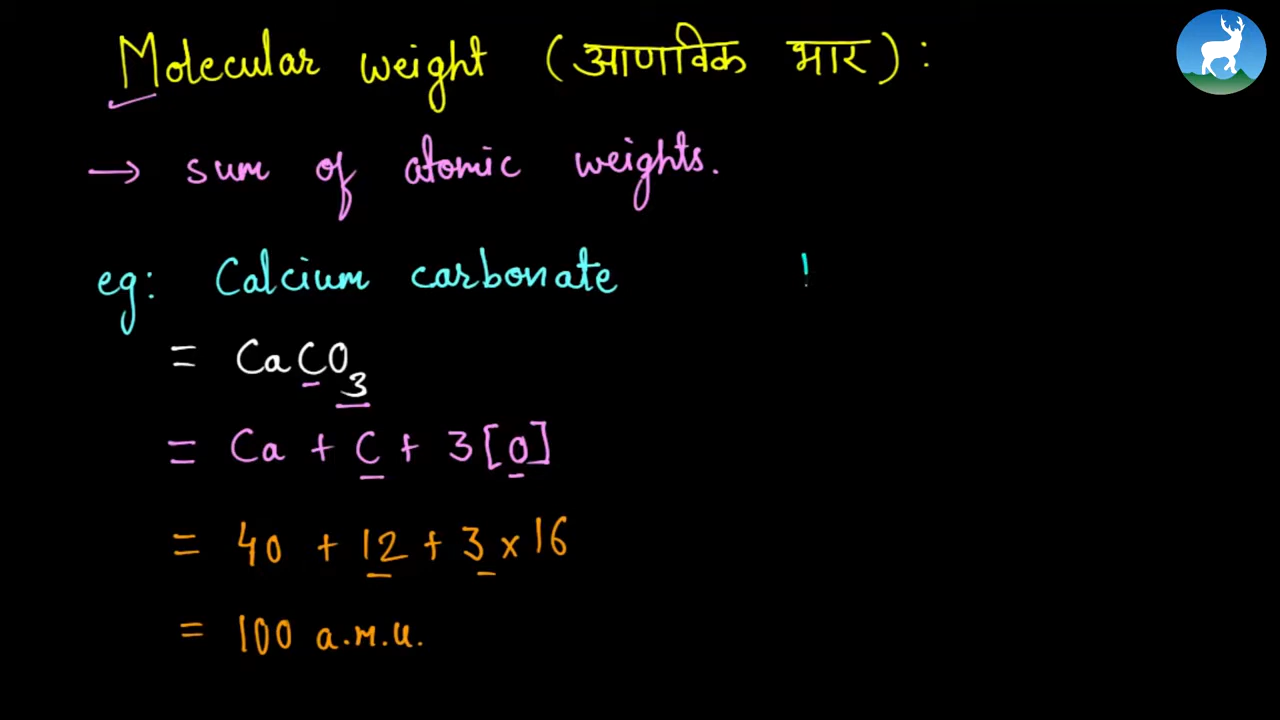 Molecular weight (आणविक भार) :
→ sum of atomic weights.
eg: Calcium carbonate
= CaCO₃
= Ca + C + 3[O]
= 40 + 12 + 3 × 16
= 100 a.m.u.